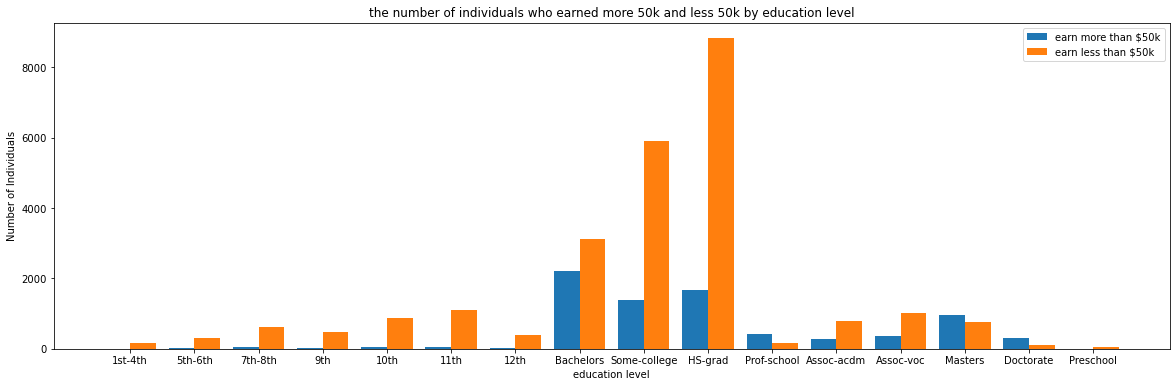 the number of individuals who earned more 50k and less 50k by education level
earn more than $50k
earn less than $50k
Number of Individuals
8000
6000
4000
2000
0
1st-4th 5th-6th 7th-8th 9th 10th 11th 12th Bachelors Some-college HS-grad Prof-school Assoc-acdm Assoc-voc Masters Doctorate Preschool
education level